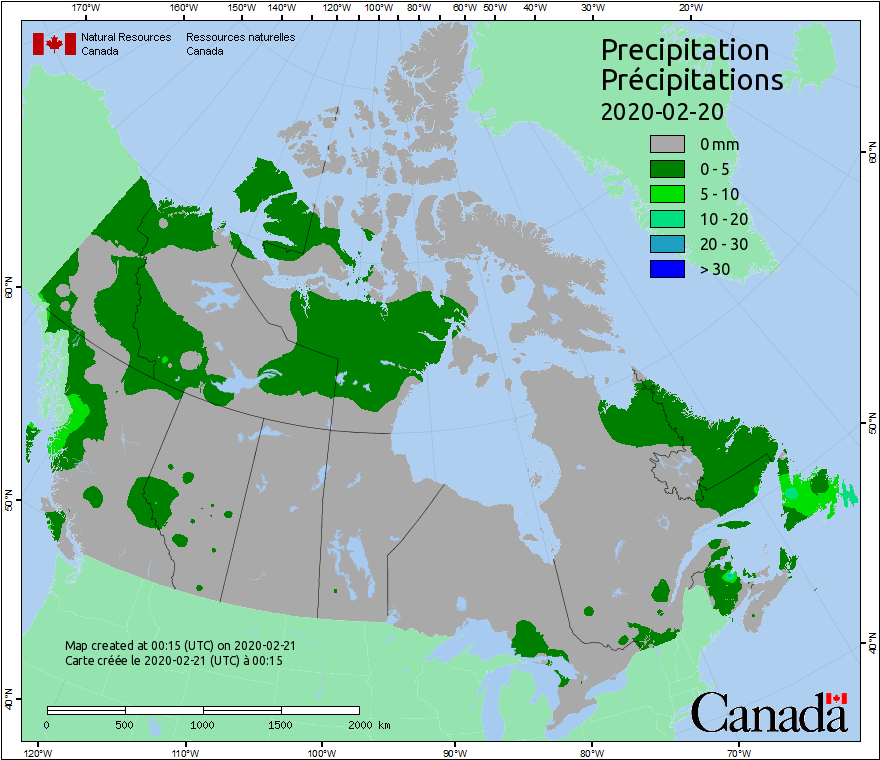 170°W 160°W 150°W 140°W 130°W 120°W 110°W 100°W 90°W 80°W 70°W 60°W 50°W 40°W 30°W 20°W
Natural Resources Canada
Ressources naturelles Canada
Precipitation
Précipitations
2020-02-20
0 mm
0 - 5
5 - 10
10 - 20
20 - 30
> 30
60°N
60°N
50°N
50°N
40°N
40°N
Map created at 00:15 (UTC) on 2020-02-21
Carte créée le 2020-02-21 (UTC) à 00:15
0 500 1000 1500 2000 km
Canada
120°W 110°W 100°W 90°W 80°W 70°W